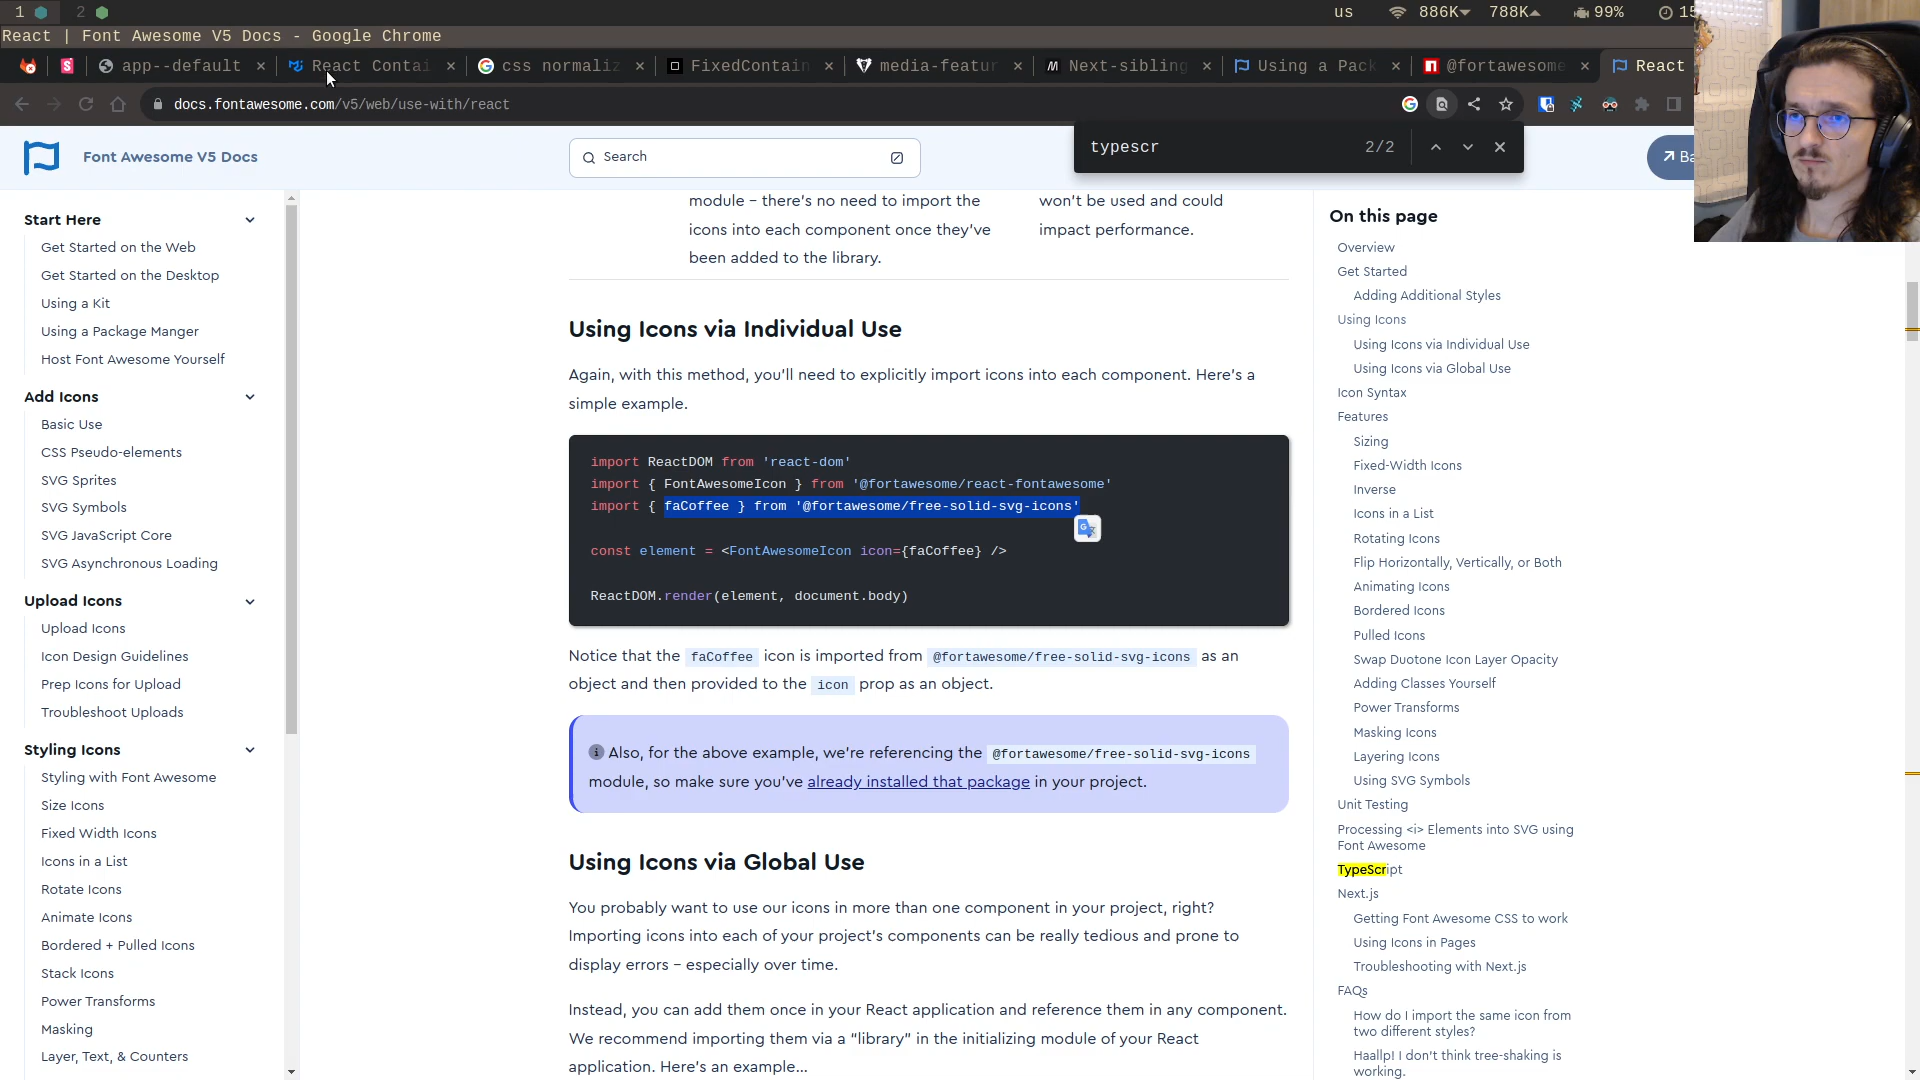 1 2 us 886K 788K 99%
React | Font Awesome V5 Docs - Google Chrome
app--default React Contai css normaliz FixedContain media-featur Next-sibling Using a Pack @fortawesome React
docs.fontawesome.com/v5/web/use-with/react
typescr 2/2
Font Awesome V5 Docs
Search
Start Here
Get Started on the Web
Get Started on the Desktop
Using a Kit
Using a Package Manger
Host Font Awesome Yourself
Add Icons
Basic Use
CSS Pseudo-elements
SVG Sprites
SVG Symbols
SVG JavaScript Core
SVG Asynchronous Loading
Upload Icons
Upload Icons
Icon Design Guidelines
Prep Icons for Upload
Troubleshoot Uploads
Styling Icons
Styling with Font Awesome
Size Icons
Fixed Width Icons
Icons in a List
Rotate Icons
Animate Icons
Bordered + Pulled Icons
Stack Icons
Power Transforms
Masking
Layer, Text, & Counters
module – there's no need to import the
icons into each component once they've
been added to the library.
won't be used and could
impact performance.
Using Icons via Individual Use
Again, with this method, you'll need to explicitly import icons into each component. Here's a
simple example.
import ReactDOM from 'react-dom'
import { FontAwesomeIcon } from '@fortawesome/react-fontawesome'
import { faCoffee } from '@fortawesome/free-solid-svg-icons'
const element = <FontAwesomeIcon icon={faCoffee} />
ReactDOM.render(element, document.body)
Notice that the faCoffee icon is imported from @fortawesome/free-solid-svg-icons as an
object and then provided to the icon prop as an object.
Also, for the above example, we're referencing the @fortawesome/free-solid-svg-icons
module, so make sure you've already installed that package in your project.
Using Icons via Global Use
You probably want to use our icons in more than one component in your project, right?
Importing icons into each of your project's components can be really tedious and prone to
display errors – especially over time.
Instead, you can add them once in your React application and reference them in any component.
We recommend importing them via a "library" in the initializing module of your React
application. Here's an example...
On this page
Overview
Get Started
Adding Additional Styles
Using Icons
Using Icons via Individual Use
Using Icons via Global Use
Icon Syntax
Features
Sizing
Fixed-Width Icons
Inverse
Icons in a List
Rotating Icons
Flip Horizontally, Vertically, or Both
Animating Icons
Bordered Icons
Pulled Icons
Swap Duotone Icon Layer Opacity
Adding Classes Yourself
Power Transforms
Masking Icons
Layering Icons
Using SVG Symbols
Unit Testing
Processing <i> Elements into SVG using
Font Awesome
TypeScript
Next.js
Getting Font Awesome CSS to work
Using Icons in Pages
Troubleshooting with Next.js
FAQs
How do I import the same icon from
two different styles?
Haallp! I don't think tree-shaking is
working.